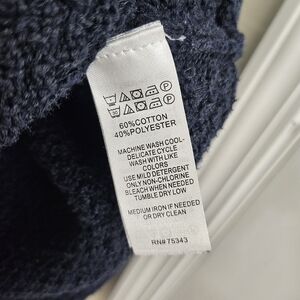 60%COTTON
40%POLYESTER
MACHINE WASH COOL-
DELICATE CYCLE
WASH WITH LIKE
COLORS
USE MILD DETERGENT
ONLY NON-CHLORINE
BLEACH WHEN NEEDED
TUMBLE DRY LOW
MEDIUM IRON IF NEEDED
OR DRY CLEAN
RN# 75343